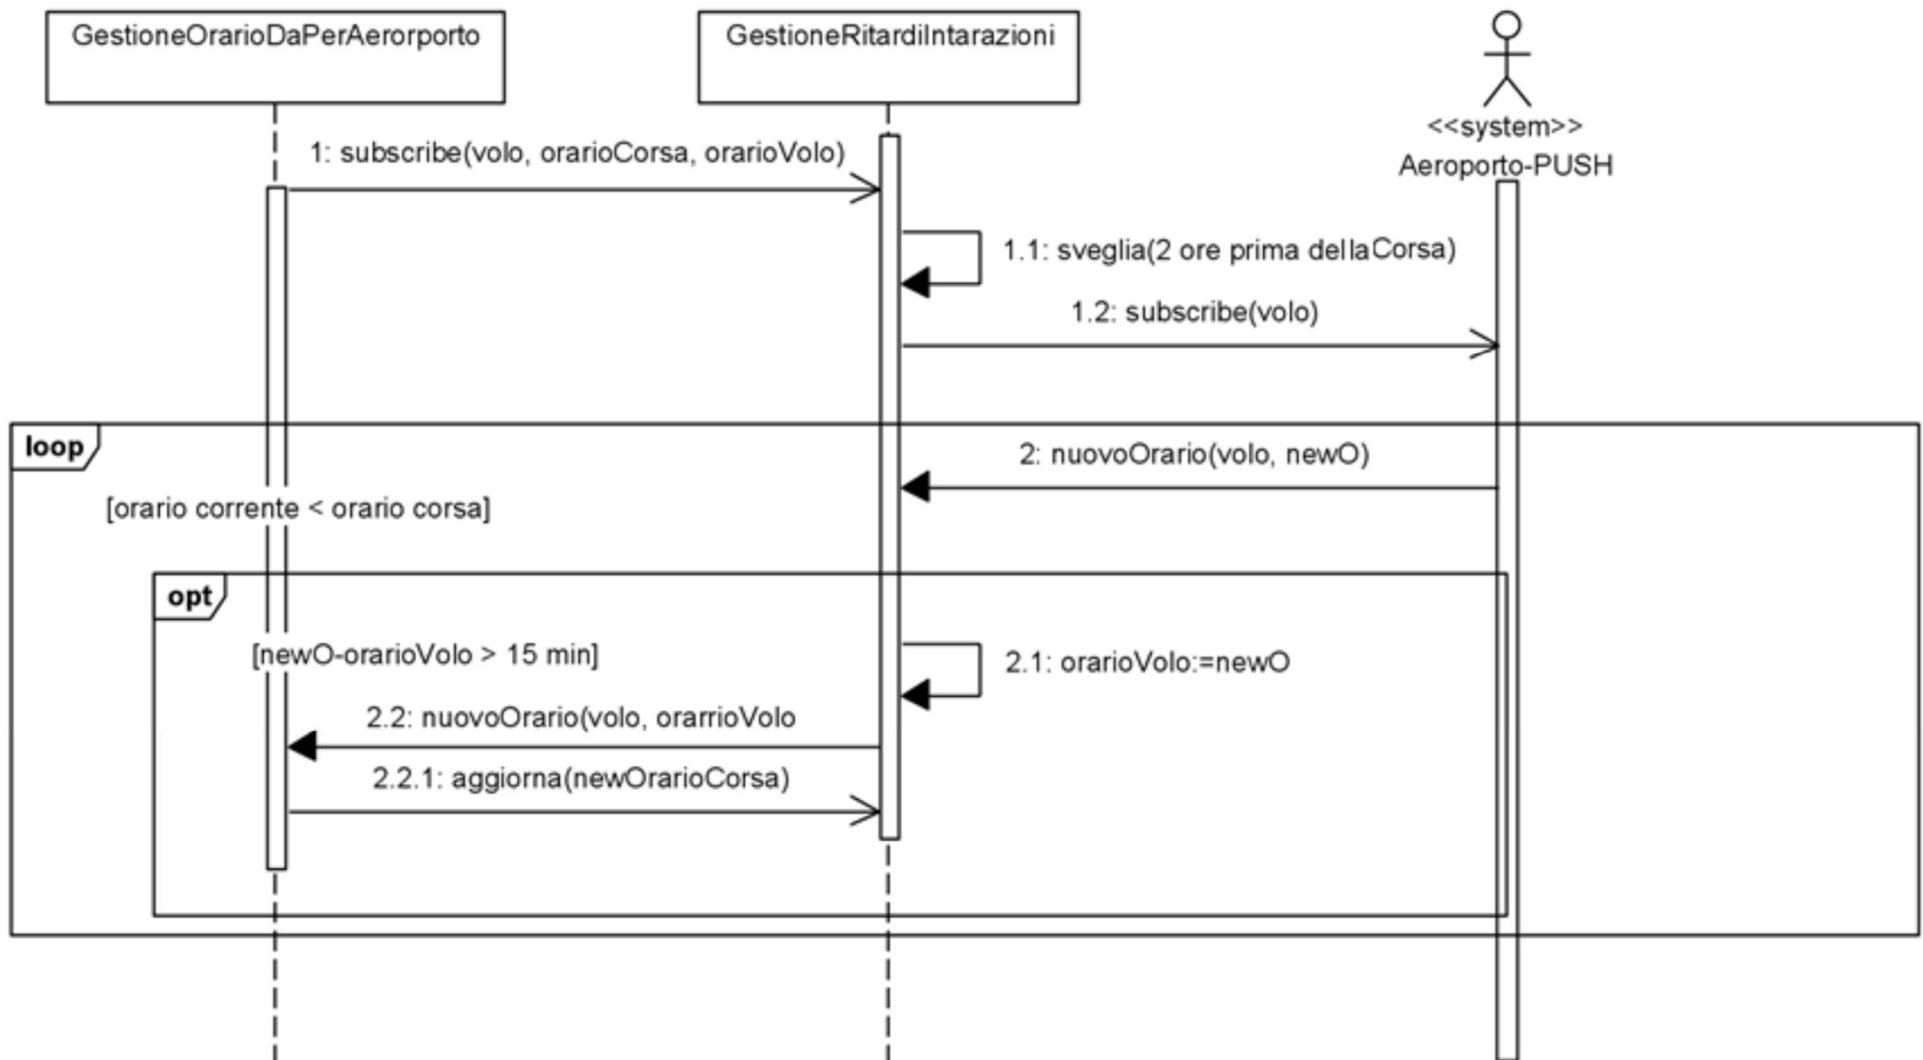 GestioneOrarioDaPerAerorporto
GestioneRitardiIntarazioni
<<system>>
Aeroporto-PUSH
1: subscribe(volo, orarioCorsa, orarioVolo)
1.1: sveglia(2 ore prima dellaCorsa)
1.2: subscribe(volo)
loop
2: nuovoOrario(volo, newO)
[orario corrente < orario corsa]
opt
[newO-orarioVolo > 15 min]
2.1: orarioVolo:=newO
2.2: nuovoOrario(volo, orarrioVolo
2.2.1: aggiorna(newOrarioCorsa)